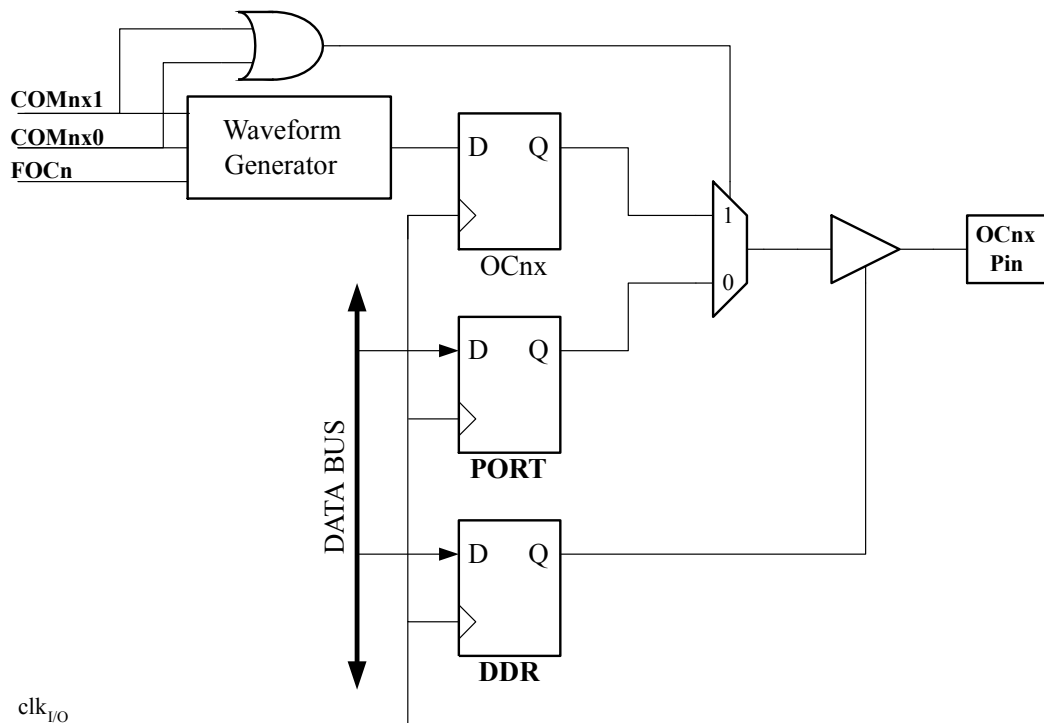 COMnx1
COMnx0
FOCn
Waveform
Generator
D Q
OCnx
1
0
OCnx
Pin
D Q
PORT
DATA BUS
D Q
DDR
clkI/O